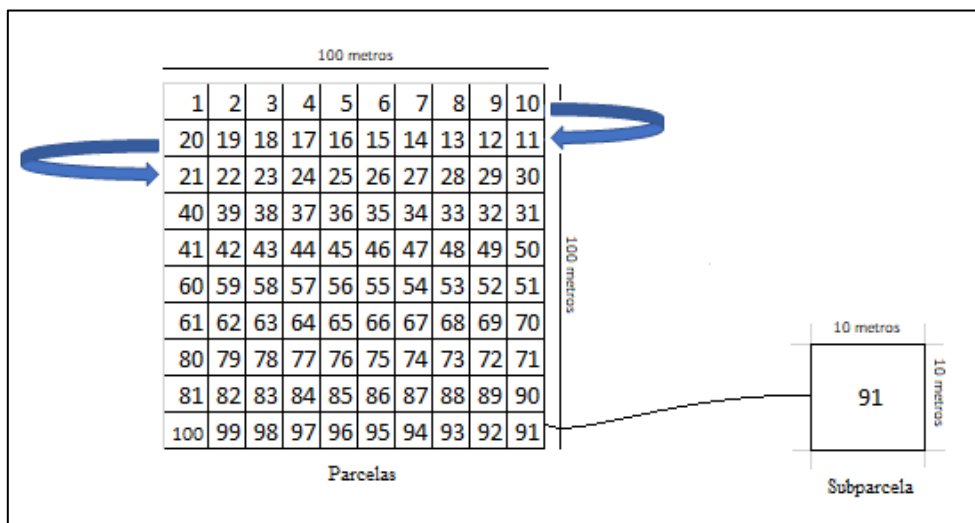 100 metros
1 2 3 4 5 6 7 8 9 10
20 19 18 17 16 15 14 13 12 11
21 22 23 24 25 26 27 28 29 30
40 39 38 37 36 35 34 33 32 31
41 42 43 44 45 46 47 48 49 50
60 59 58 57 56 55 54 53 52 51
61 62 63 64 65 66 67 68 69 70
80 79 78 77 76 75 74 73 72 71
81 82 83 84 85 86 87 88 89 90
100 99 98 97 96 95 94 93 92 91
100 metros
Parcelas
10 metros
91
10 metros
Subparcela